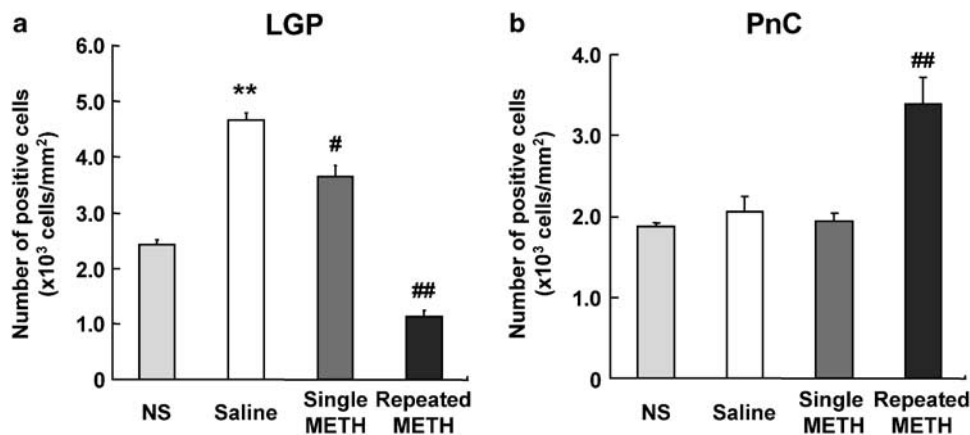 a
LGP
Number of positive cells
(x10³ cells/mm²)
6.0
5.0
4.0
3.0
2.0
1.0
0
**
#
##
NS
Saline
Single
METH
Repeated
METH
b
PnC
Number of positive cells
(x10³ cells/mm²)
4.0
3.0
2.0
1.0
0
##
NS
Saline
Single
METH
Repeated
METH